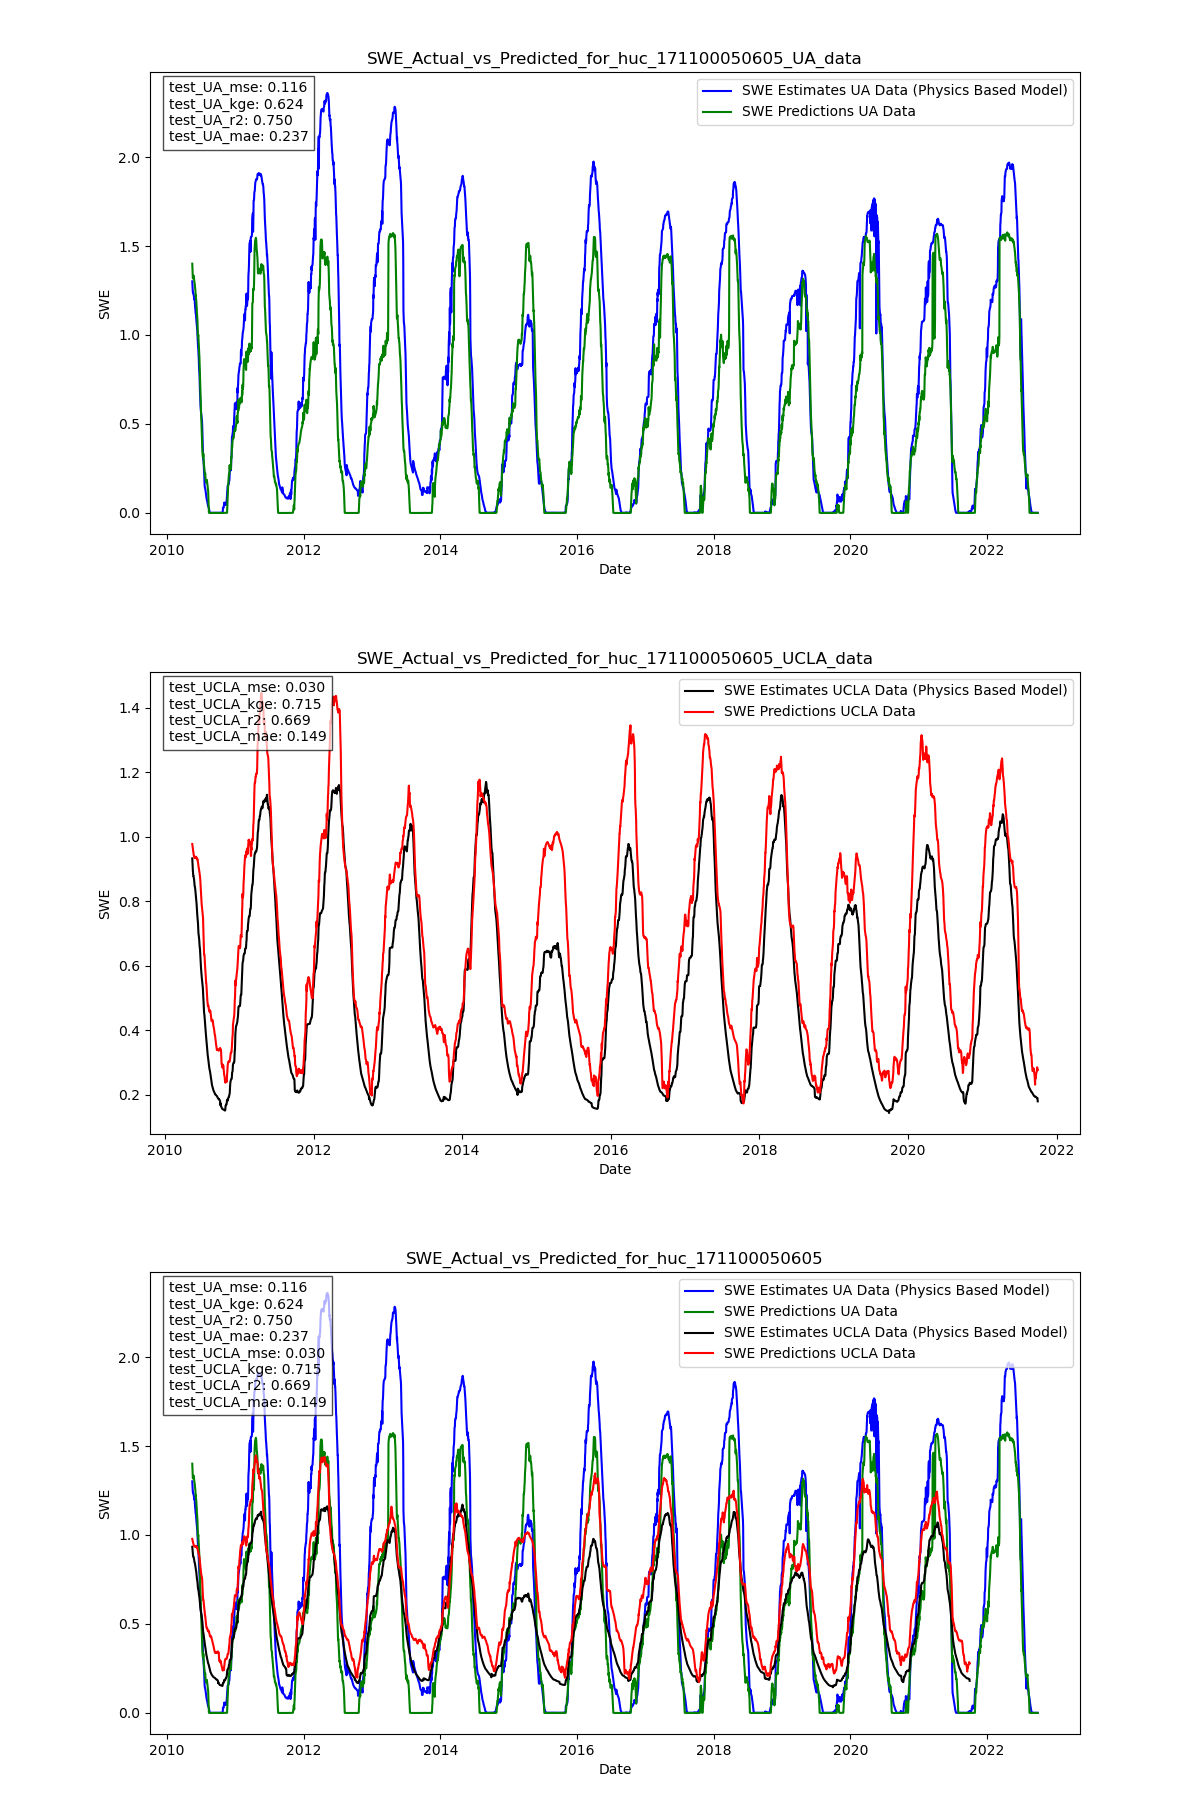 SWE_Actual_vs_Predicted_for_huc_171100050605_UA_data
test_UA_mse: 0.116
test_UA_kge: 0.624
test_UA_r2: 0.750
test_UA_mae: 0.237
SWE Estimates UA Data (Physics Based Model)
SWE Predictions UA Data
2.0
1.5
1.0
0.5
0.0
SWE
2010 2012 2014 2016 2018 2020 2022
Date
SWE_Actual_vs_Predicted_for_huc_171100050605_UCLA_data
test_UCLA_mse: 0.030
test_UCLA_kge: 0.715
test_UCLA_r2: 0.669
test_UCLA_mae: 0.149
SWE Estimates UCLA Data (Physics Based Model)
SWE Predictions UCLA Data
1.4
1.2
1.0
0.8
0.6
0.4
0.2
SWE
2010 2012 2014 2016 2018 2020 2022
Date
SWE_Actual_vs_Predicted_for_huc_171100050605
test_UA_mse: 0.116
test_UA_kge: 0.624
test_UA_r2: 0.750
test_UA_mae: 0.237
test_UCLA_mse: 0.030
test_UCLA_kge: 0.715
test_UCLA_r2: 0.669
test_UCLA_mae: 0.149
SWE Estimates UA Data (Physics Based Model)
SWE Predictions UA Data
SWE Estimates UCLA Data (Physics Based Model)
SWE Predictions UCLA Data
2.0
1.5
1.0
0.5
0.0
SWE
2010 2012 2014 2016 2018 2020 2022
Date